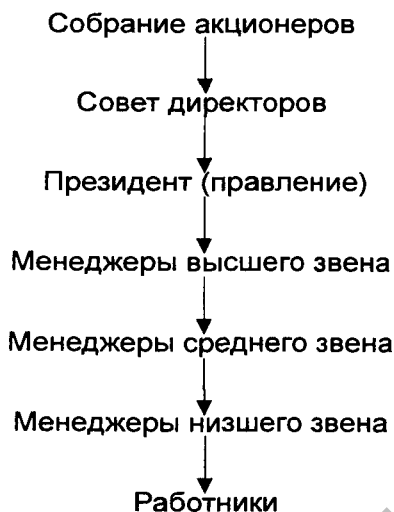 Собрание акционеров
Совет директоров
Президент (правление)
Менеджеры высшего звена
Менеджеры среднего звена
Менеджеры низшего звена
Работники